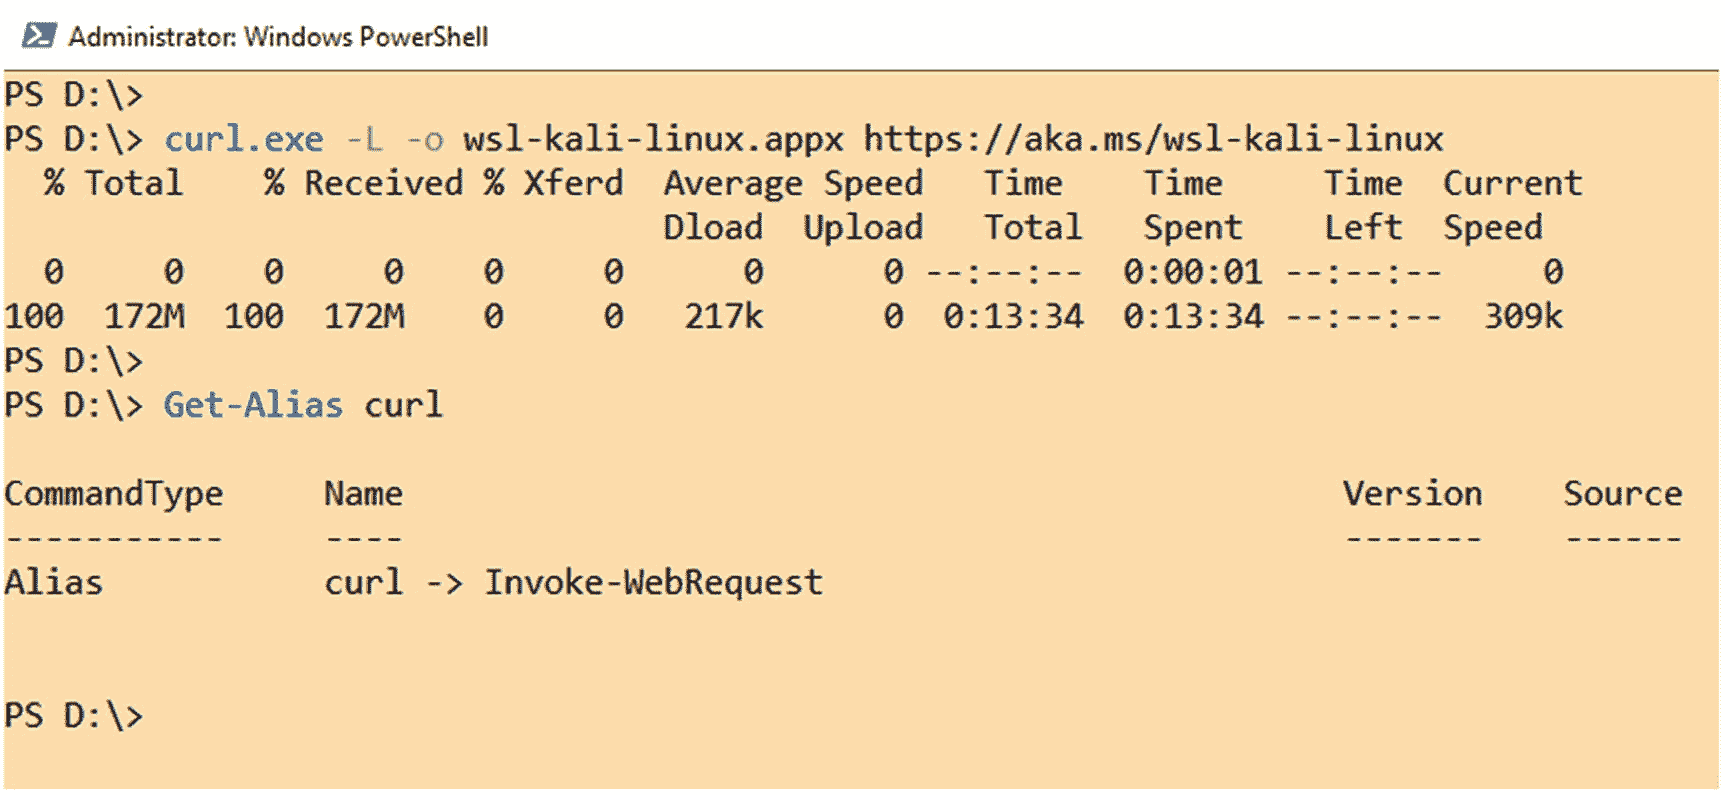 Administrator: Windows PowerShell
PS D:\>
PS D:\> curl.exe -L -o wsl-kali-linux.appx https://aka.ms/wsl-kali-linux
  % Total    % Received % Xferd  Average Speed   Time    Time     Time  Current
                                 Dload  Upload   Total   Spent    Left  Speed
  0     0    0     0    0     0      0      0 --:--:--  0:00:01 --:--:--     0
100  172M  100  172M    0     0   217k      0  0:13:34  0:13:34 --:--:--  309k
PS D:\>
PS D:\> Get-Alias curl
CommandType     Name                                               Version    Source
-----------     ----                                               -------    ------
Alias           curl -> Invoke-WebRequest
PS D:\>